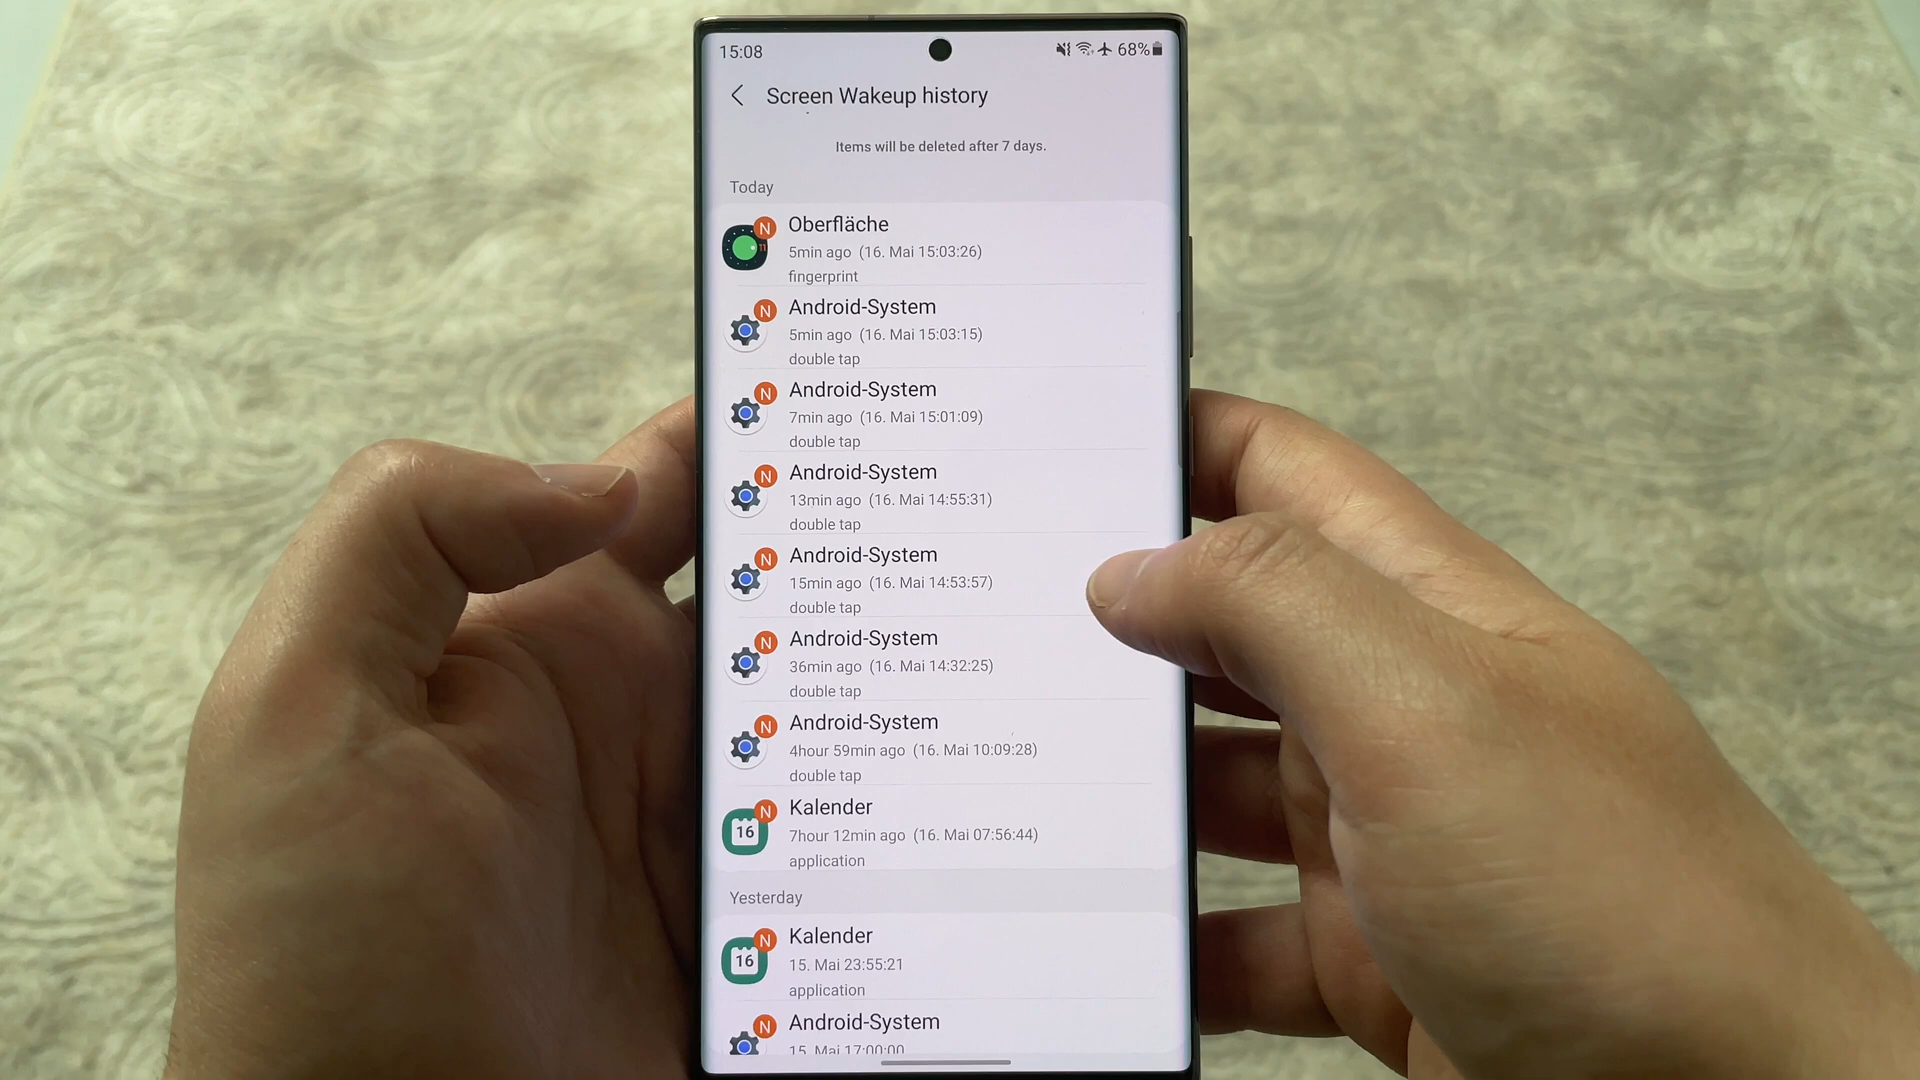 15:08 68%
Screen Wakeup history
Items will be deleted after 7 days.
Today
N Oberfläche
11
5min ago (16. Mai 15:03:26)
fingerprint
N Android-System
5min ago (16. Mai 15:03:15)
double tap
N Android-System
7min ago (16. Mai 15:01:09)
double tap
N Android-System
13min ago (16. Mai 14:55:31)
double tap
N Android-System
15min ago (16. Mai 14:53:57)
double tap
N Android-System
36min ago (16. Mai 14:32:25)
double tap
N Android-System
4hour 59min ago (16. Mai 10:09:28)
double tap
N Kalender
16 7hour 12min ago (16. Mai 07:56:44)
application
Yesterday
N Kalender
16 15. Mai 23:55:21
application
N Android-System
15. Mai 17:00:00